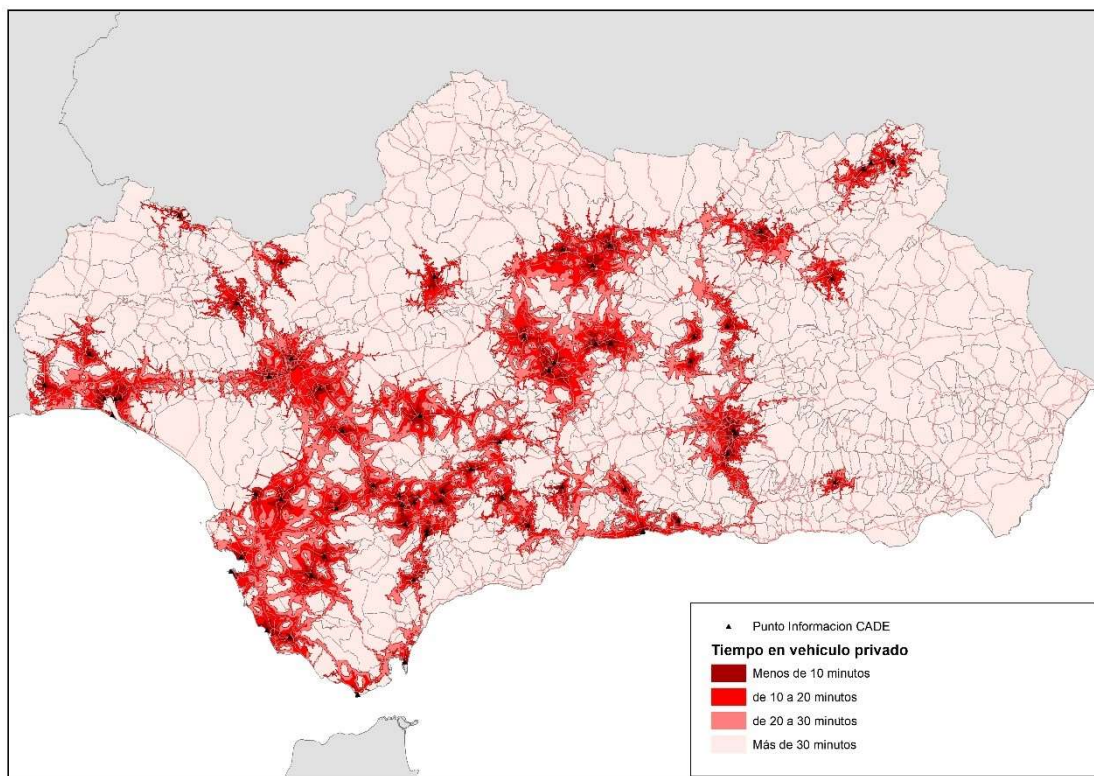 Punto Informacion CADE
Tiempo en vehículo privado
Menos de 10 minutos
de 10 a 20 minutos
de 20 a 30 minutos
Más de 30 minutos